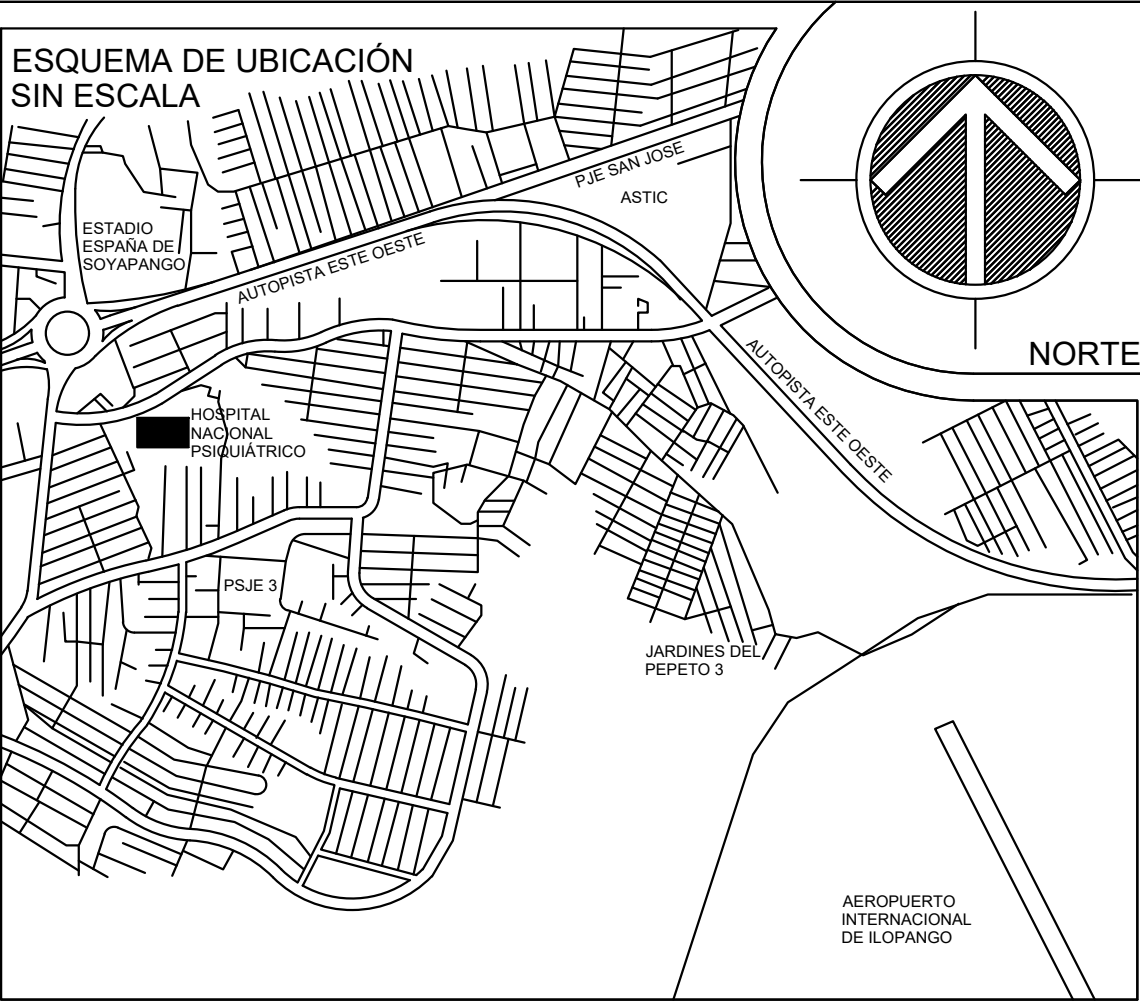 ESQUEMA DE UBICACIÓN
SIN ESCALA
PJE SAN JOSE
ASTIC
ESTADIO
ESPAÑA DE
SOYAPANGO
AUTOPISTA ESTE OESTE
NORTE
AUTOPISTA ESTE OESTE
HOSPITAL
NACIONAL
PSIQUIÁTRICO
PSJE 3
JARDINES DEL
PEPETO 3
AEROPUERTO
INTERNACIONAL
DE ILOPANGO